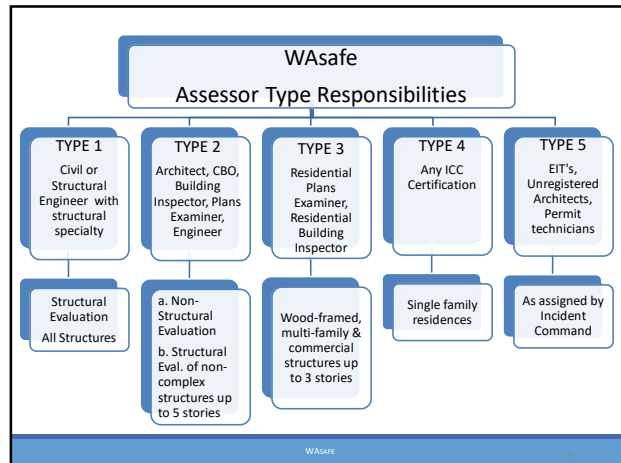 WAsafe
Assessor Type Responsibilities
TYPE 1
Civil or
Structural
Engineer with
structural
specialty
Structural
Evaluation
All Structures
TYPE 2
Architect, CBO,
Building
Inspector, Plans
Examiner,
Engineer
a. Non-
Structural
Evaluation
b. Structural
Eval. of non-
complex
structures up
to 5 stories
TYPE 3
Residential
Plans
Examiner,
Residential
Building
Inspector
Wood-framed,
multi-family &
commercial
structures up
to 3 stories
TYPE 4
Any ICC
Certification
Single family
residences
TYPE 5
EIT's,
Unregistered
Architects,
Permit
technicians
As assigned by
Incident
Command
WASAFE